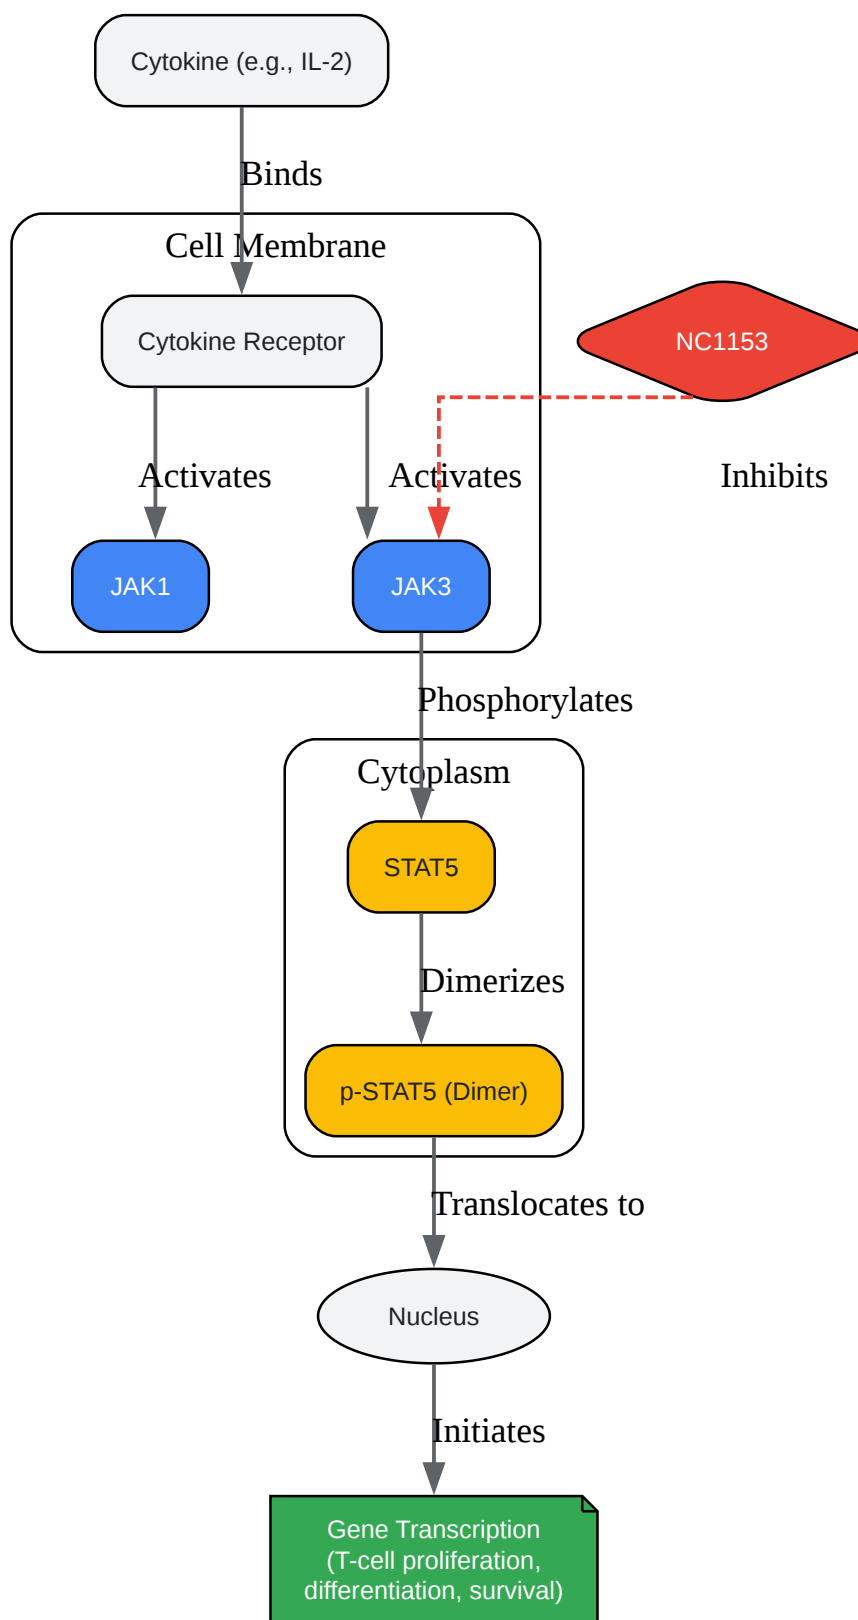 Cytokine (e.g., IL-2)
Binds
Cell Membrane
Cytokine Receptor
NC1153
Activates
Activates
Inhibits
JAK1
JAK3
Phosphorylates
Cytoplasm
STAT5
Dimerizes
p-STAT5 (Dimer)
Translocates to
Nucleus
Initiates
Gene Transcription
(T-cell proliferation,
differentiation, survival)